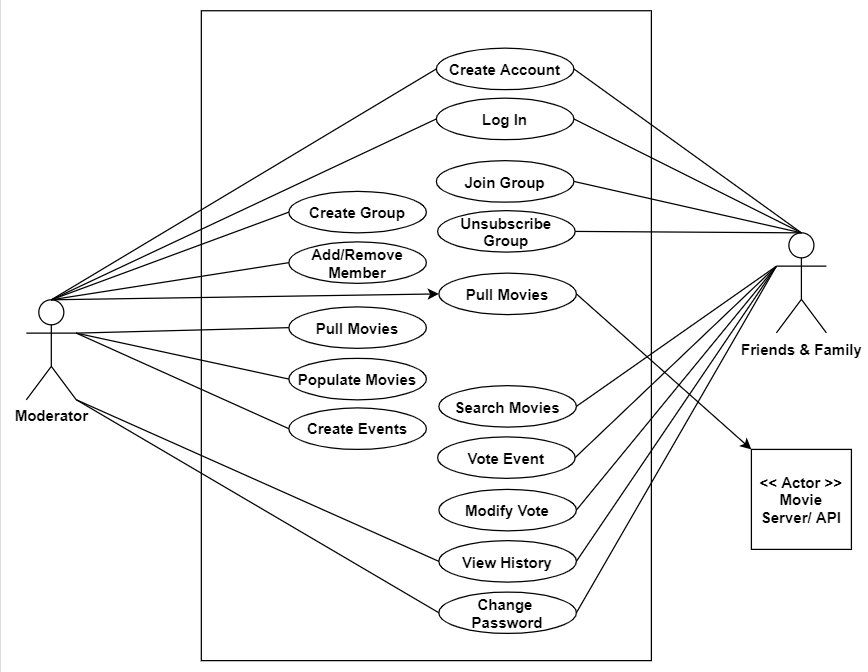 Create Account
Log In
Join Group
Create Group
Unsubscribe
Group
Add/Remove
Member
Pull Movies
Pull Movies
Friends & Family
Populate Movies
Moderator
Search Movies
Create Events
Vote Event
<< Actor >>
Movie
Server/ API
Modify Vote
View History
Change
Password